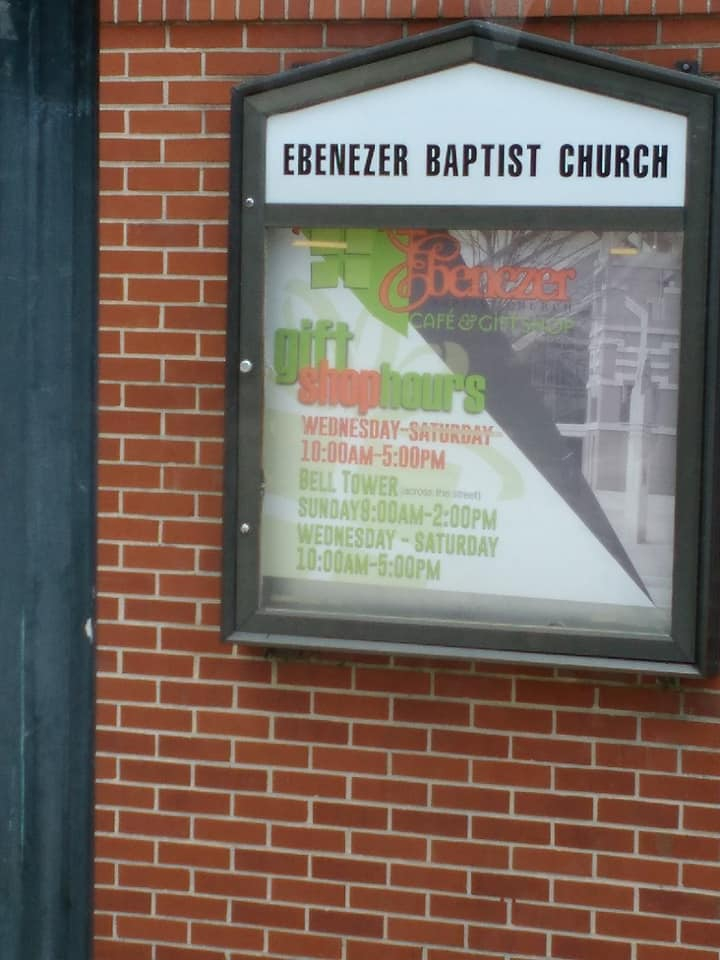 EBENEZER BAPTIST CHURCH
Ebenezer
CHURCH
CAFÉ & GIFT SHOP
gift
shophours
WEDNESDAY-SATURDAY
10:00AM-5:00PM
BELL TOWER (across the street)
SUNDAY8:00AM-2:00PM
WEDNESDAY - SATURDAY
10:00AM-5:00PM